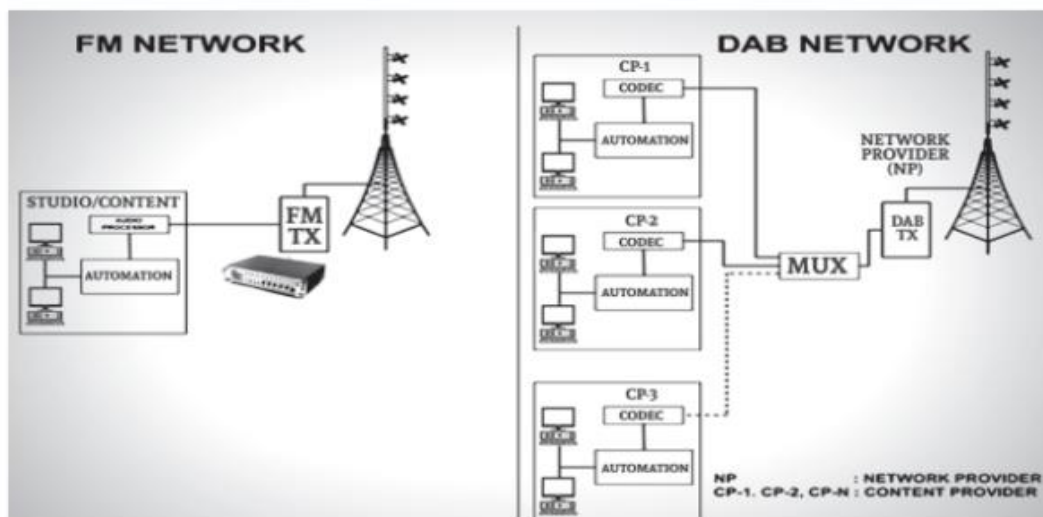 FM NETWORK
STUDIO/CONTENT
AUDIO
PROCESSOR
AUTOMATION
FM
TX
DAB NETWORK
CP-1
CODEC
AUTOMATION
CP-2
CODEC
AUTOMATION
CP-3
CODEC
AUTOMATION
MUX
NETWORK
PROVIDER
(NP)
DAB
TX
NP : NETWORK PROVIDER
CP-1. CP-2, CP-N : CONTENT PROVIDER